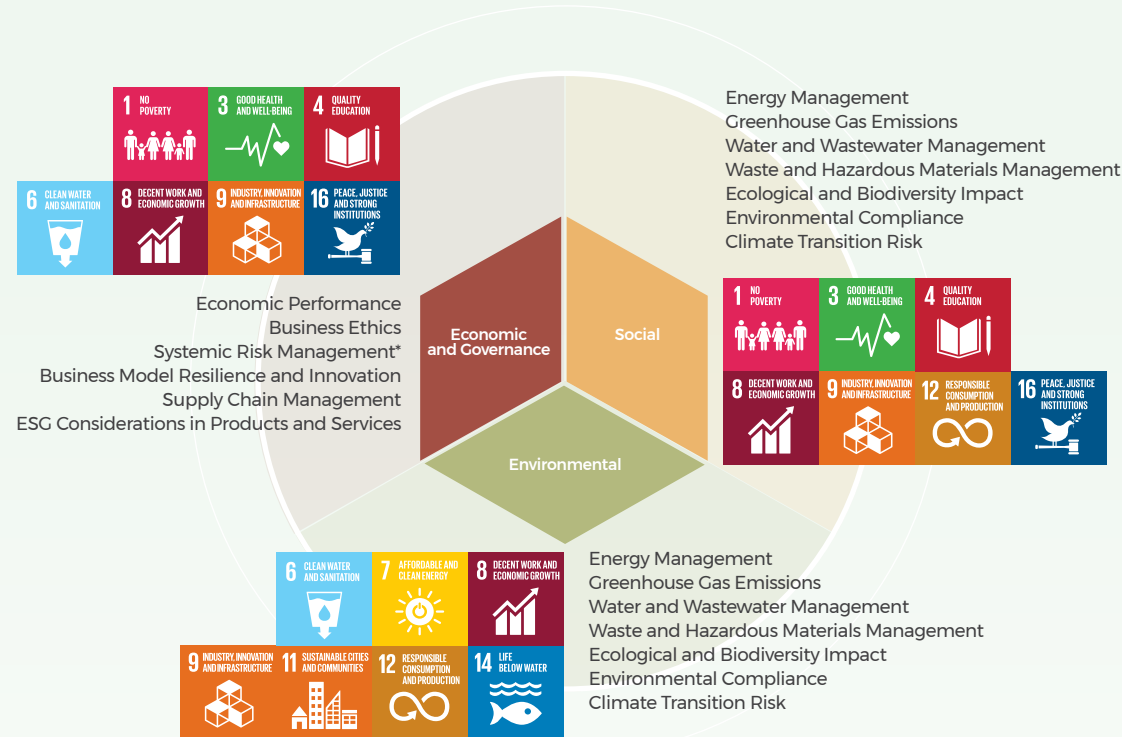 1 NO
POVERTY
3 GOOD HEALTH
AND WELL-BEING
4 QUALITY
EDUCATION
6 CLEAN WATER
AND SANITATION
8 DECENT WORK AND
ECONOMIC GROWTH
9 INDUSTRY, INNOVATION
AND INFRASTRUCTURE
16 PEACE, JUSTICE
AND STRONG
INSTITUTIONS
Economic Performance
Business Ethics
Systemic Risk Management*
Business Model Resilience and Innovation
Supply Chain Management
ESG Considerations in Products and Services
Economic
and Governance
Social
Environmental
Energy Management
Greenhouse Gas Emissions
Water and Wastewater Management
Waste and Hazardous Materials Management
Ecological and Biodiversity Impact
Environmental Compliance
Climate Transition Risk
1 NO
POVERTY
3 GOOD HEALTH
AND WELL-BEING
4 QUALITY
EDUCATION
8 DECENT WORK AND
ECONOMIC GROWTH
9 INDUSTRY, INNOVATION
AND INFRASTRUCTURE
12 RESPONSIBLE
CONSUMPTION
AND PRODUCTION
16 PEACE, JUSTICE
AND STRONG
INSTITUTIONS
6 CLEAN WATER
AND SANITATION
7 AFFORDABLE AND
CLEAN ENERGY
8 DECENT WORK AND
ECONOMIC GROWTH
9 INDUSTRY, INNOVATION
AND INFRASTRUCTURE
11 SUSTAINABLE CITIES
AND COMMUNITIES
12 RESPONSIBLE
CONSUMPTION
AND PRODUCTION
14 LIFE
BELOW WATER
Energy Management
Greenhouse Gas Emissions
Water and Wastewater Management
Waste and Hazardous Materials Management
Ecological and Biodiversity Impact
Environmental Compliance
Climate Transition Risk